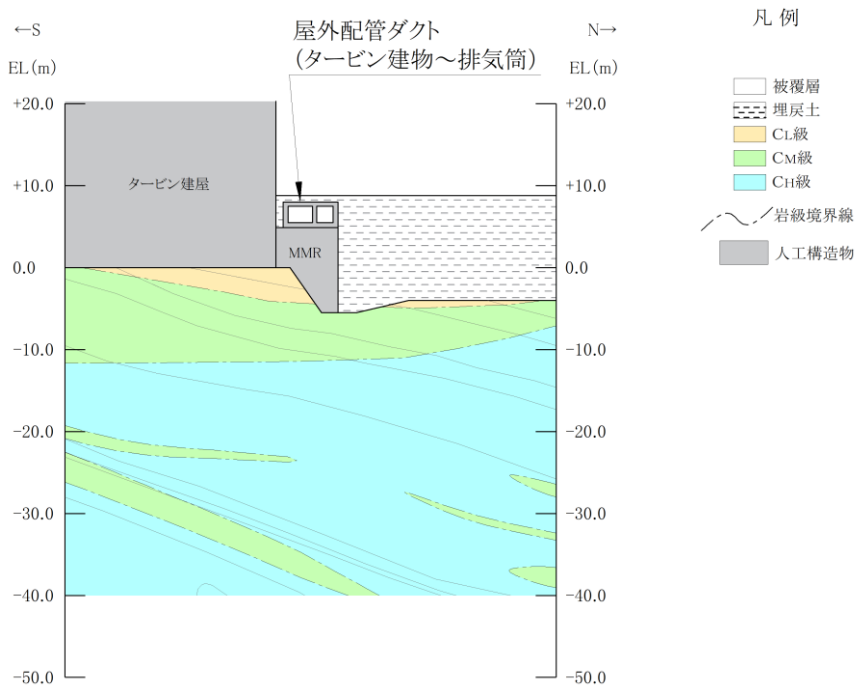 ←S
屋外配管ダクト
(タービン建物～排気筒)
N→
凡例
EL(m)
EL(m)
+20.0
+20.0
被覆層
埋戻土
CL級
CM級
CH級
岩級境界線
人工構造物
+10.0
タービン建屋
+10.0
MMR
0.0
0.0
-10.0
-10.0
-20.0
-20.0
-30.0
-30.0
-40.0
-40.0
-50.0
-50.0